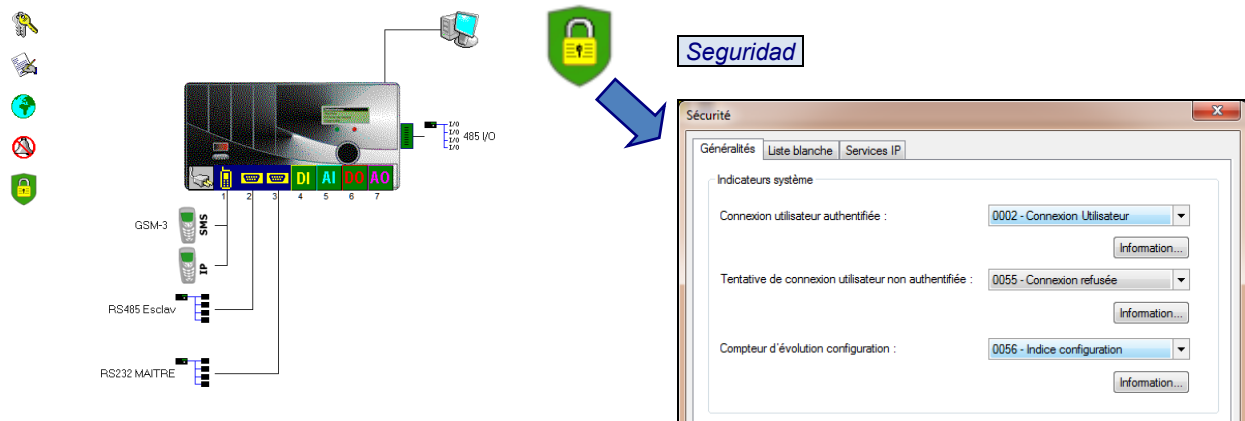 Seguridad
Sécurité
Généralités Liste blanche Services IP
Indicateurs système
Connexion utilisateur authentifiée : 0002 - Connexion Utilisateur
Information...
Tentative de connexion utilisateur non authentifiée : 0055 - Connexion refusée
Information...
Compteur d'évolution configuration : 0056 - Indice configuration
Information...
I/O
I/O
I/O 485 I/O
I/O
DI AI DO AO
1 2 3 4 5 6 7
GSM-3 SMS
IP
RS485 Esclav
RS232 MAITRE